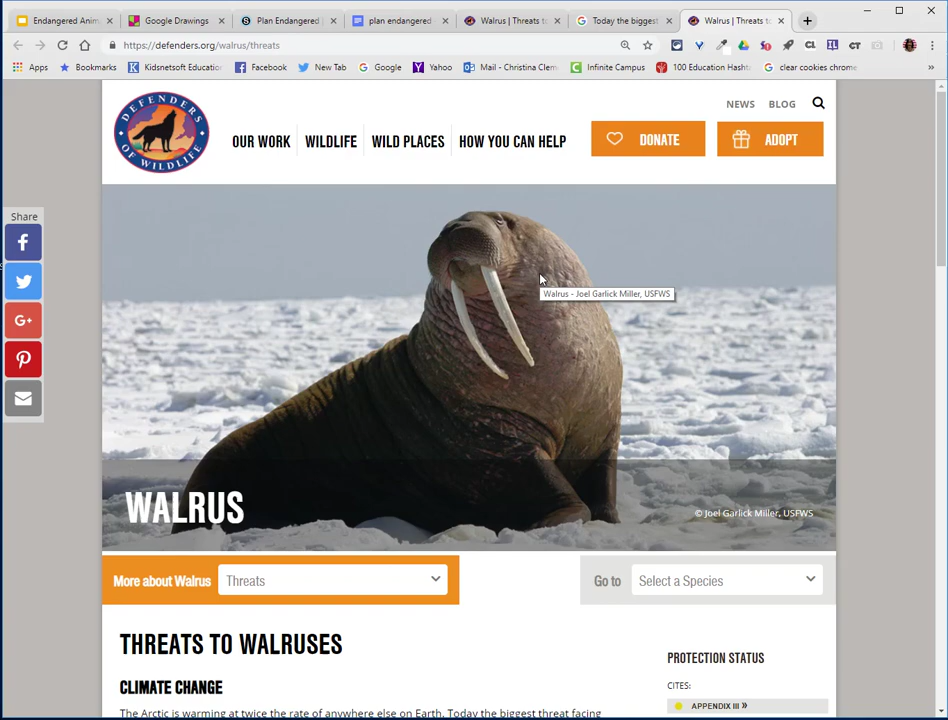 Endangered Anim
Google Drawings
Plan Endangered
plan endangered
Walrus | Threats to
Today the biggest
Walrus | Threats to
https://defenders.org/walrus/threats
Apps
Bookmarks
Kidsnetsoft Educatio
Facebook
New Tab
Google
Yahoo
Mail - Christina Clem
Infinite Campus
100 Education Hasht
clear cookies chrome
»
NEWS BLOG
DEFENDERS OF WILDLIFE
OUR WORK WILDLIFE WILD PLACES HOW YOU CAN HELP
DONATE
ADOPT
Share
Walrus - Joel Garlick Miller, USFWS
WALRUS
© Joel Garlick Miller, USFWS
More about Walrus Threats
Go to Select a Species
THREATS TO WALRUSES
PROTECTION STATUS
CLIMATE CHANGE
CITES:
APPENDIX III »
The Arctic is warming at twice the rate of anywhere else on Earth. Today the biggest threat facing